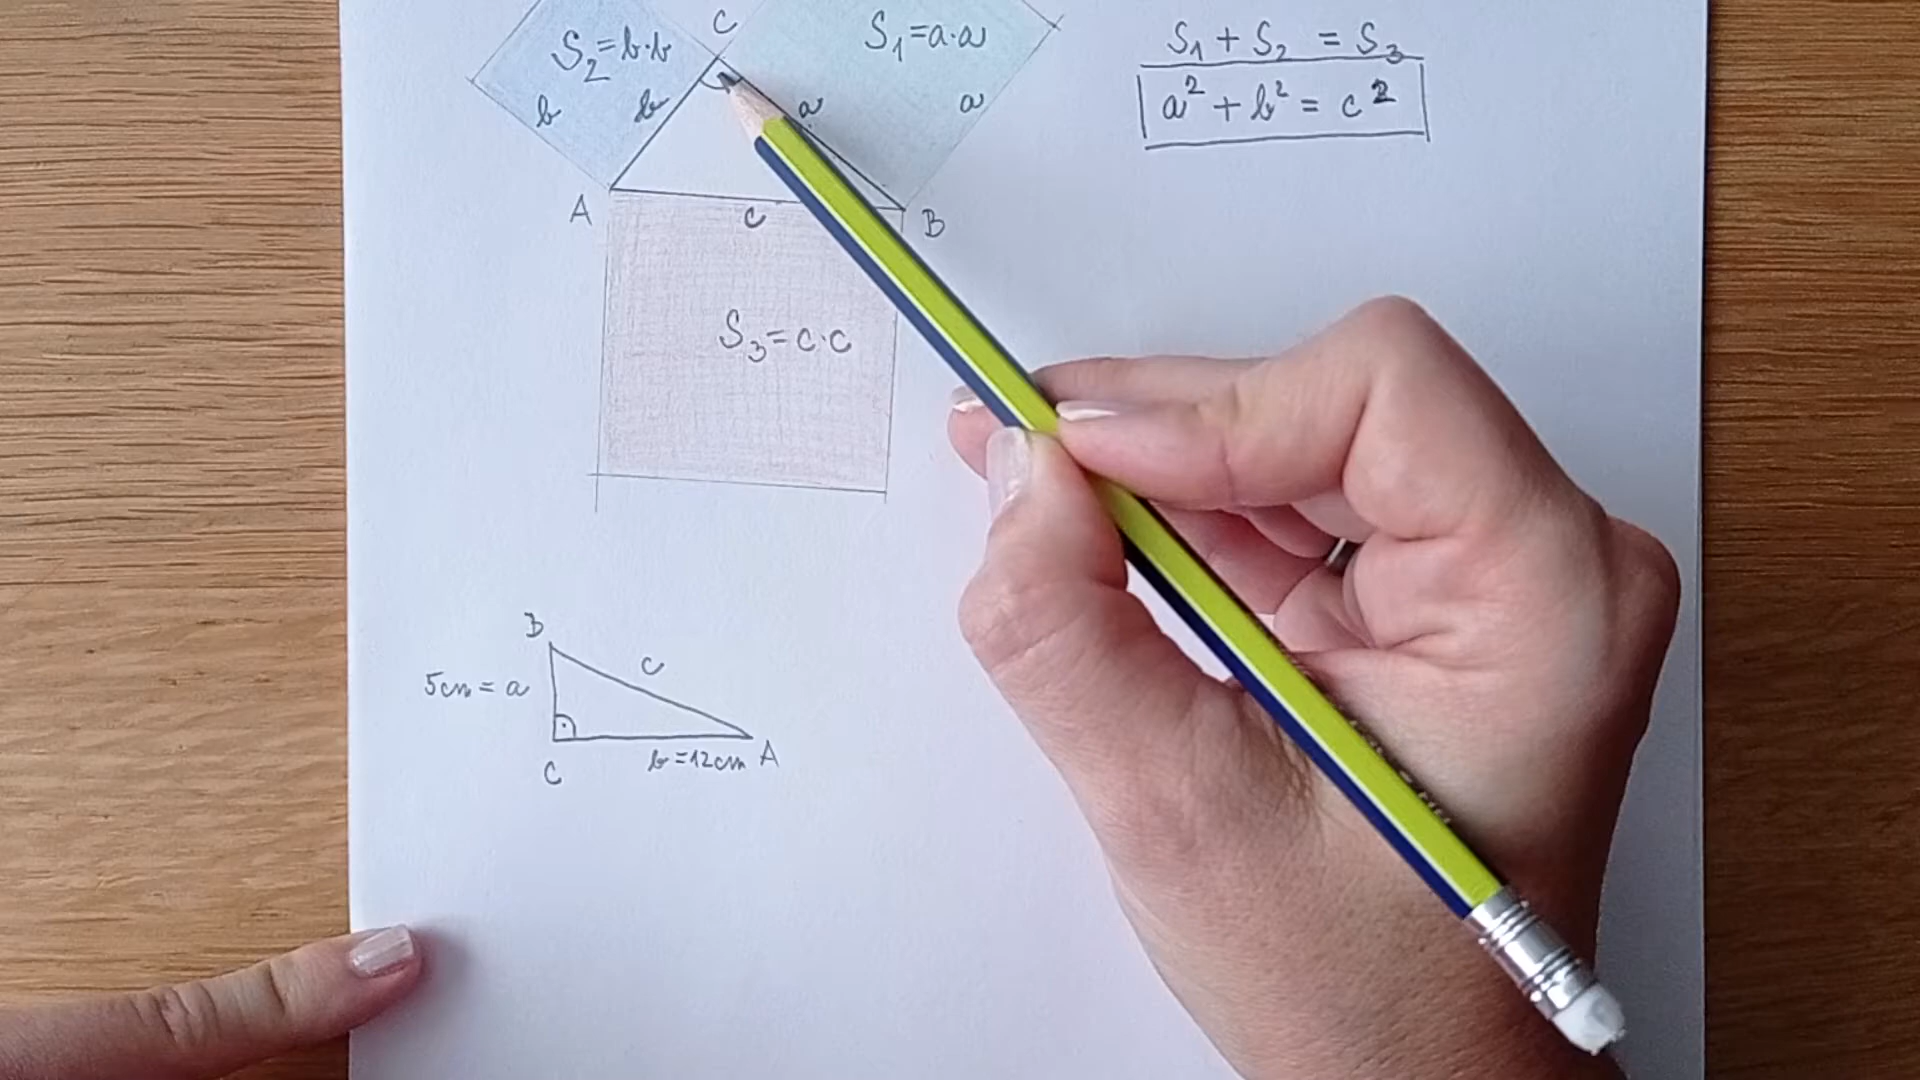 C
S₂=b·b
S₁=a·a
b
b
a
a
A
c
B
S₃=c·c
S₁+S₂=S₃
a²+b²=c²
B
c
5cm=a
b=12cm
A
C